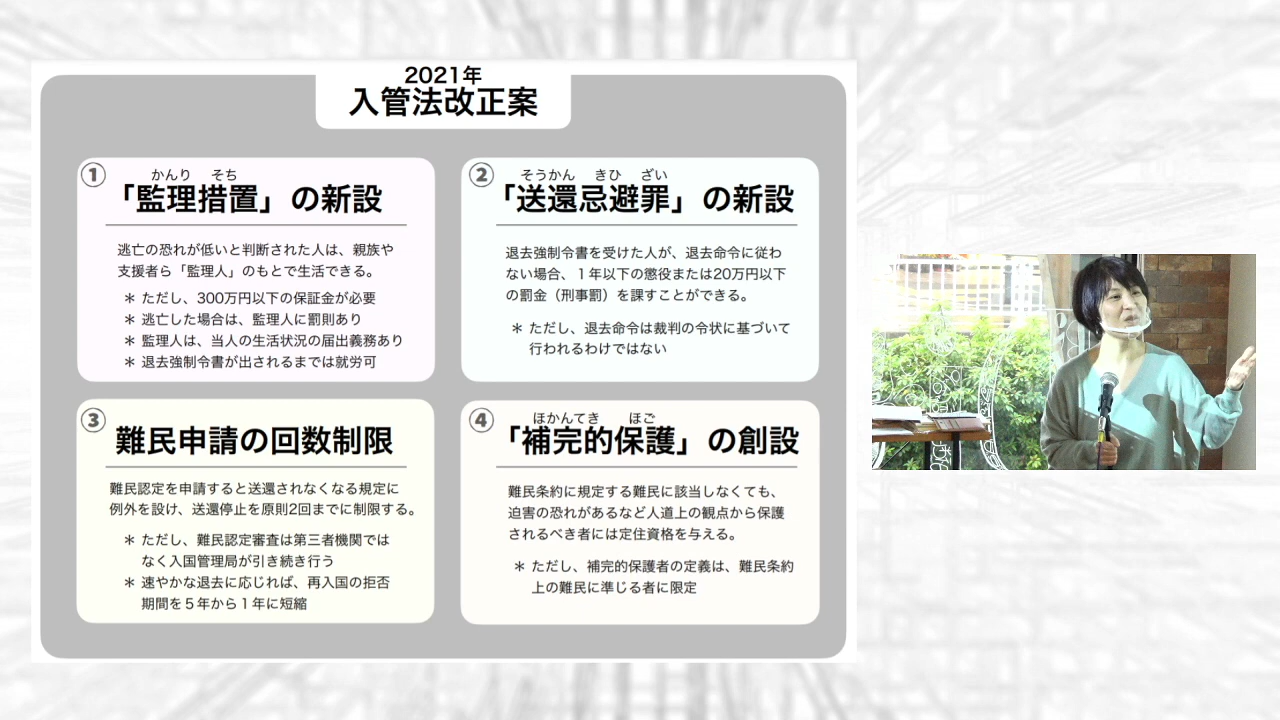 2021年
入管法改正案
①
かんり そち
「監理措置」の新設
逃亡の恐れが低いと判断された人は、親族や
支援者ら「監理人」のもとで生活できる。
＊ ただし、300万円以下の保証金が必要
＊ 逃亡した場合は、監理人に罰則あり
＊ 監理人は、当人の生活状況の届出義務あり
＊ 退去強制令書が出されるまでは就労可
②
そうかん きひ ざい
「送還忌避罪」の新設
退去強制令書を受けた人が、退去命令に従わ
ない場合、１年以下の懲役または20万円以下
の罰金（刑事罰）を課すことができる。
＊ ただし、退去命令は裁判の令状に基づいて
行われるわけではない
③
難民申請の回数制限
難民認定を申請すると送還されなくなる規定に
例外を設け、送還停止を原則2回までに制限する。
＊ ただし、難民認定審査は第三者機関では
なく入国管理局が引き続き行う
＊ 速やかな退去に応じれば、再入国の拒否
期間を５年から１年に短縮
④
ほかんてき ほご
「補完的保護」の創設
難民条約に規定する難民に該当しなくても、
迫害の恐れがあるなど人道上の観点から保護
されるべき者には定住資格を与える。
＊ ただし、補完的保護者の定義は、難民条約
上の難民に準じる者に限定